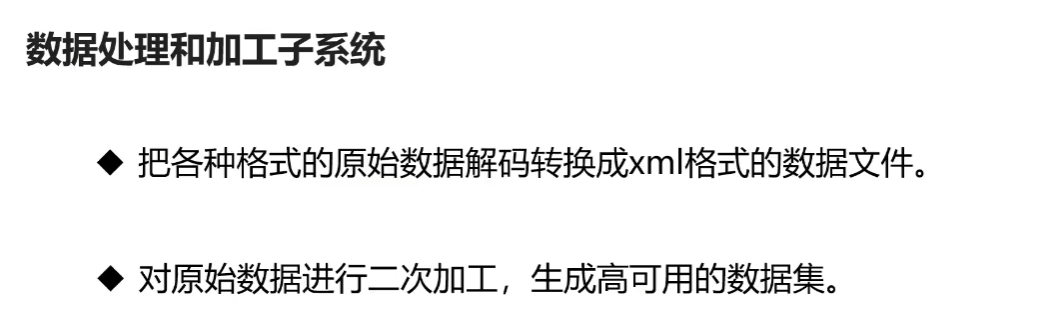 数据处理和加工子系统
◆ 把各种格式的原始数据解码转换成xml格式的数据文件。
◆ 对原始数据进行二次加工，生成高可用的数据集。